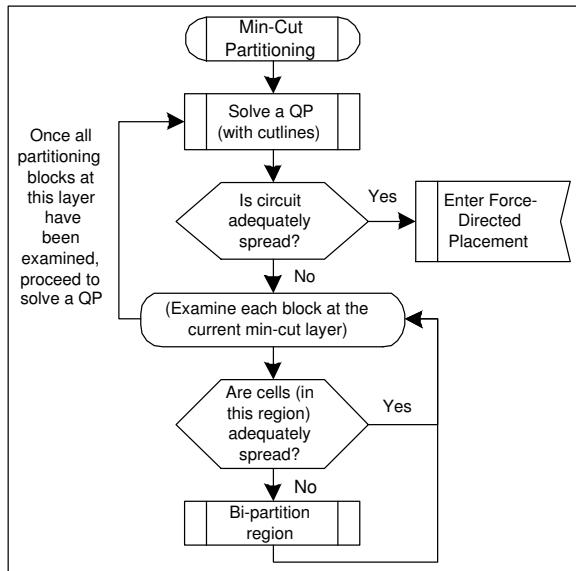 Min-Cut
Partitioning
Solve a QP
(with cutlines)
Once all
partitioning
blocks at
this layer
have
been
examined,
proceed to
solve a QP
Is circuit
adequately
spread?
Yes
Enter Force-
Directed
Placement
No
(Examine each block at the
current min-cut layer)
Are cells (in
this region)
adequately
spread?
Yes
No
Bi-partition
region